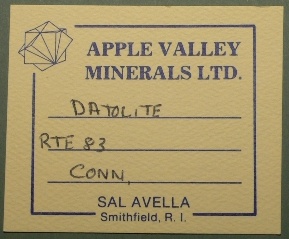 APPLE VALLEY
MINERALS LTD.
DATOLITE
RTE 83
CONN,
SAL AVELLA
Smithfield, R. I.